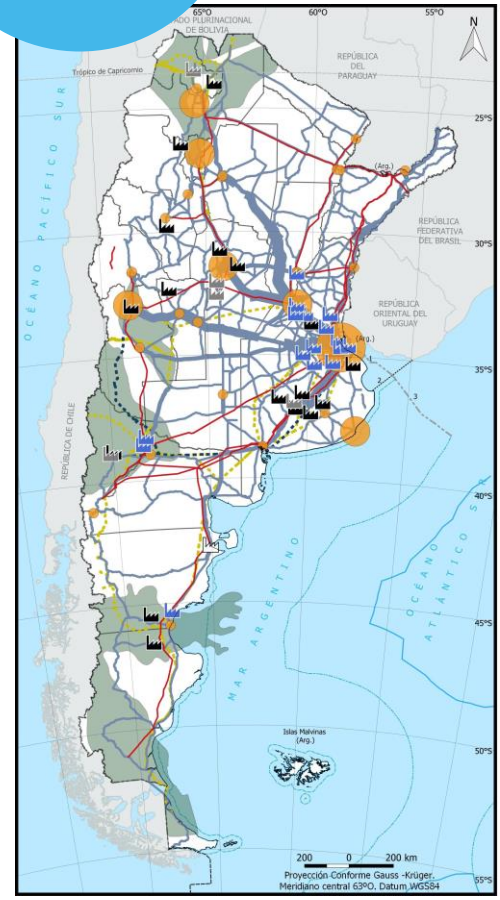 65°O
60°O
55°O
ADO PLURINACIONAL
DE BOLIVIA
N
REPÚBLICA
DEL
PARAGUAY
Trópico de Capricornio
25°S
(Arg.)
REPÚBLICA
FEDERATIVA
DEL BRASIL
30°S
OCÉANO PACÍFICO SUR
REPÚBLICA
ORIENTAL DEL
URUGUAY
(Arg.)
1
2
3
35°S
REPÚBLICA DE CHILE
40°S
MAR ARGENTINO
OCÉANO
ATLÁNTICO SUR
45°S
Islas Malvinas
(Arg.)
50°S
200 0 200 km
Proyección Conforme Gauss -Krüger.
Meridiano central 63ºO. Datum WGS84
55°S